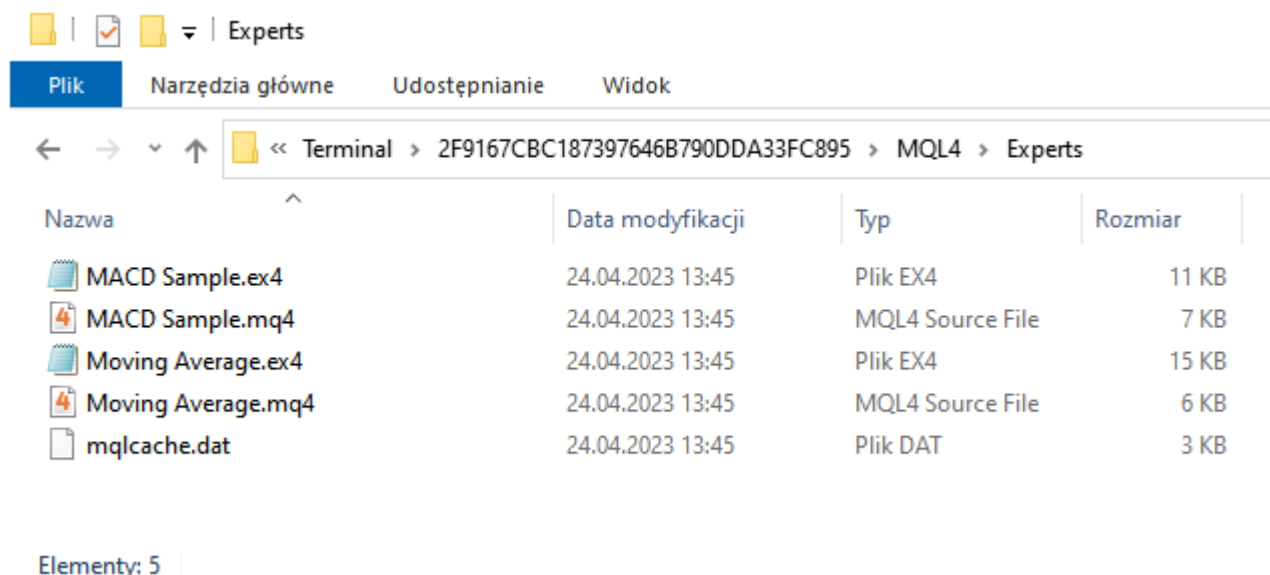 Experts
Plik Narzędzia główne Udostępnianie Widok
« Terminal › 2F9167CBC187397646B790DDA33FC895 › MQL4 › Experts
Nazwa Data modyfikacji Typ Rozmiar
MACD Sample.ex4 24.04.2023 13:45 Plik EX4 11 KB
MACD Sample.mq4 24.04.2023 13:45 MQL4 Source File 7 KB
Moving Average.ex4 24.04.2023 13:45 Plik EX4 15 KB
Moving Average.mq4 24.04.2023 13:45 MQL4 Source File 6 KB
mqlcache.dat 24.04.2023 13:45 Plik DAT 3 KB
Elementy: 5